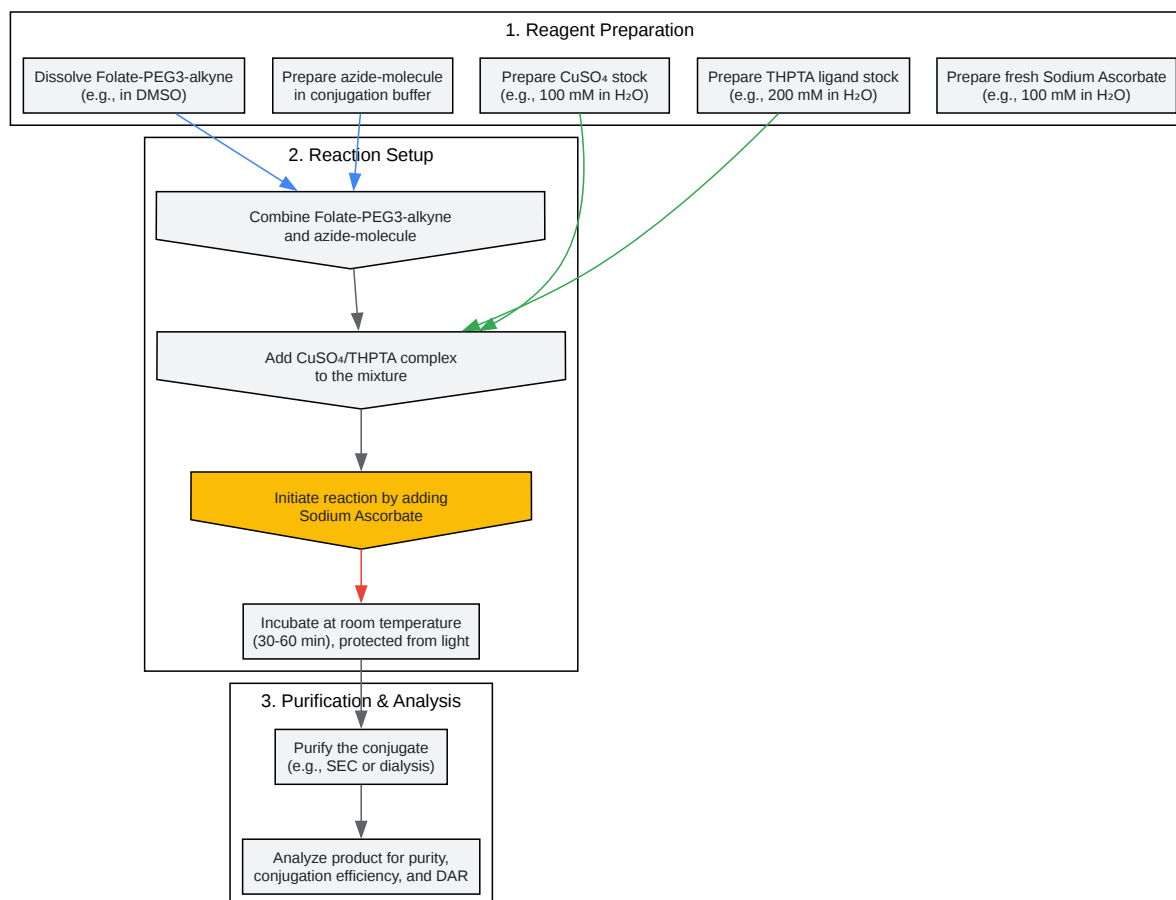 1. Reagent Preparation
Dissolve Folate-PEG3-alkyne
(e.g., in DMSO)
Prepare azide-molecule
in conjugation buffer
Prepare CuSO₄ stock
(e.g., 100 mM in H₂O)
Prepare THPTA ligand stock
(e.g., 200 mM in H₂O)
Prepare fresh Sodium Ascorbate
(e.g., 100 mM in H₂O)
2. Reaction Setup
Combine Folate-PEG3-alkyne
and azide-molecule
Add CuSO₄/THPTA complex
to the mixture
Initiate reaction by adding
Sodium Ascorbate
Incubate at room temperature
(30-60 min), protected from light
3. Purification & Analysis
Purify the conjugate
(e.g., SEC or dialysis)
Analyze product for purity,
conjugation efficiency, and DAR